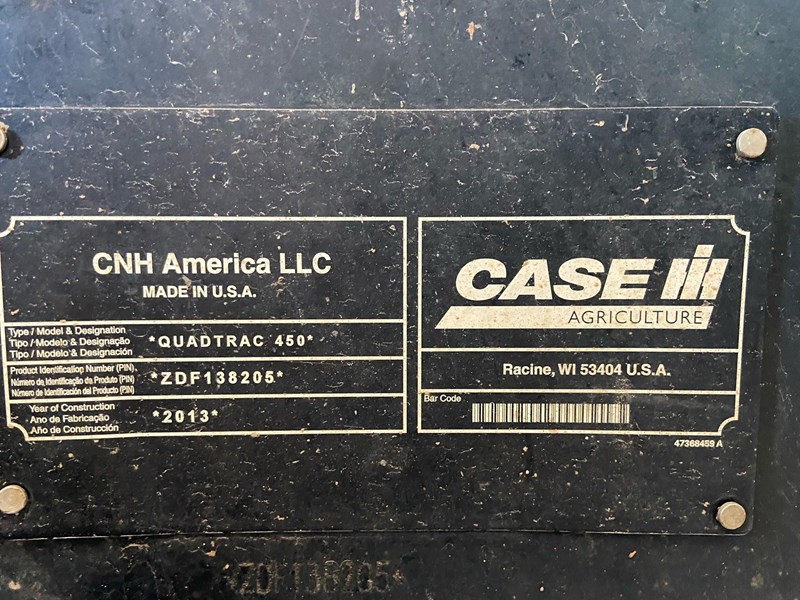 CNH America LLC
MADE IN U.S.A.
Type / Model & Designation
Tipo / Modelo & Designação
Tipo / Modelo & Designación
*QUADTRAC 450*
Product Identification Number (PIN)
Número de Identificação do Produto (PIN)
Número de Identificación del Producto (PIN)
*ZDF138205*
Year of Construction
Ano de Fabricação
Año de Construcción
*2013*
CASE IH
AGRICULTURE
Racine, WI 53404 U.S.A.
Bar Code
47368459 A
*ZDF138205*